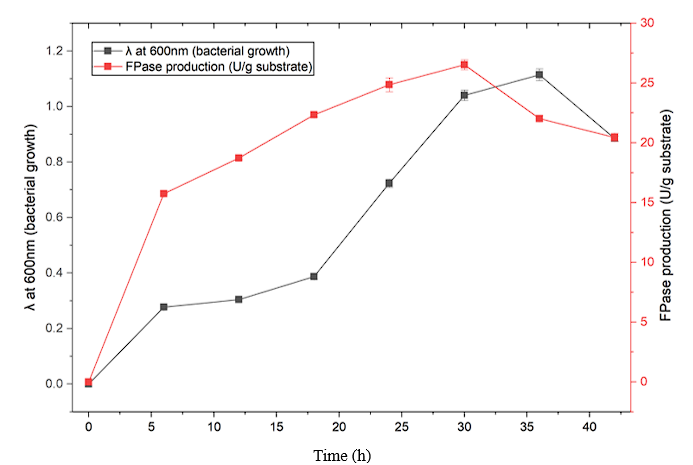 λ at 600nm (bacterial growth)
FPase production (U/g substrate)
λ at 600nm (bacterial growth)
1.2
1.0
0.8
0.6
0.4
0.2
0.0
30
25
20
15
10
5
0
FPase production (U/g substrate)
0 5 10 15 20 25 30 35 40
Time (h)